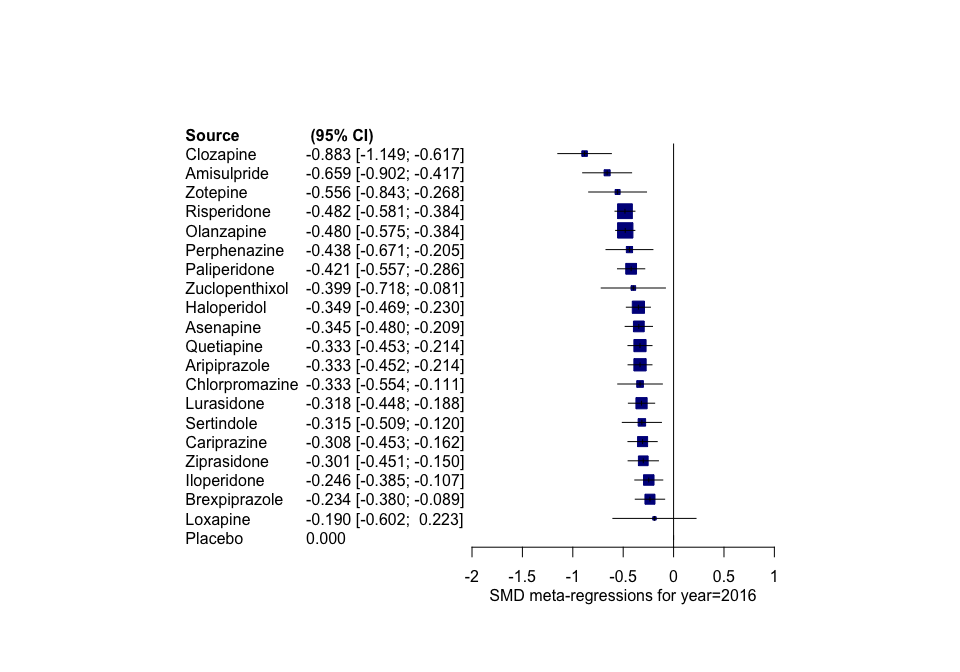 Source (95% CI)
Clozapine -0.883 [-1.149; -0.617]
Amisulpride -0.659 [-0.902; -0.417]
Zotepine -0.556 [-0.843; -0.268]
Risperidone -0.482 [-0.581; -0.384]
Olanzapine -0.480 [-0.575; -0.384]
Perphenazine -0.438 [-0.671; -0.205]
Paliperidone -0.421 [-0.557; -0.286]
Zuclopenthixol -0.399 [-0.718; -0.081]
Haloperidol -0.349 [-0.469; -0.230]
Asenapine -0.345 [-0.480; -0.209]
Quetiapine -0.333 [-0.453; -0.214]
Aripiprazole -0.333 [-0.452; -0.214]
Chlorpromazine -0.333 [-0.554; -0.111]
Lurasidone -0.318 [-0.448; -0.188]
Sertindole -0.315 [-0.509; -0.120]
Cariprazine -0.308 [-0.453; -0.162]
Ziprasidone -0.301 [-0.451; -0.150]
Iloperidone -0.246 [-0.385; -0.107]
Brexpiprazole -0.234 [-0.380; -0.089]
Loxapine -0.190 [-0.602; 0.223]
Placebo 0.000
-2 -1.5 -1 -0.5 0 0.5 1
SMD meta-regressions for year=2016